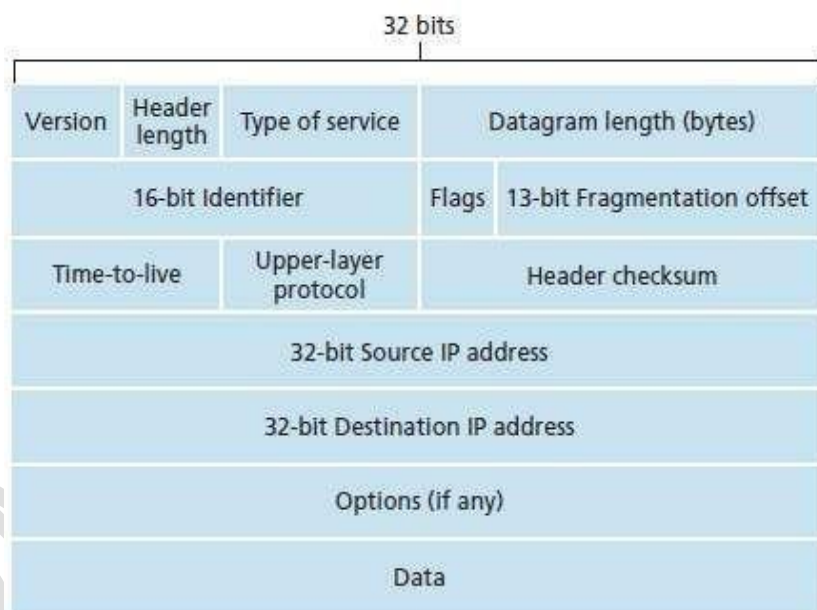 32 bits
Version Header length Type of service Datagram length (bytes)
16-bit Identifier Flags 13-bit Fragmentation offset
Time-to-live Upper-layer protocol Header checksum
32-bit Source IP address
32-bit Destination IP address
Options (if any)
Data